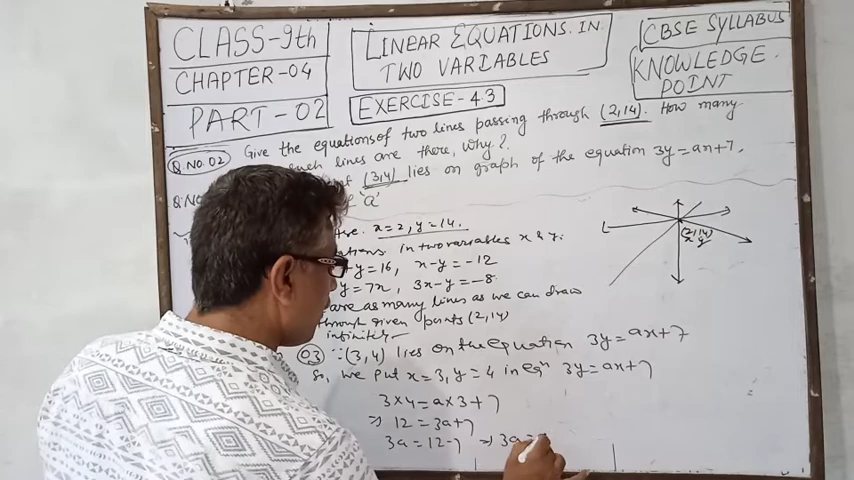 CLASS-9th
CHAPTER-04
PART-02
LINEAR EQUATIONS IN
TWO VARIABLES
EXERCISE-4.3
CBSE SYLLABUS
KNOWLEDGE
POINT
Q.NO.02 Give the equations of two lines passing through (2,14). How many
such lines are there, why?
(3,4) lies on graph of the equation 3y=ax+7,
'a'
x=2, y=14.
in two variables x & y.
-y=16, x-y=-12
y=7x, 3x-y=-8
are as many lines as we can draw
through given points (2,14)
infinite
(2,14)
x y
03 ∵(3,4) lies on the equation 3y=ax+7
So, we put x=3, y=4 in eqn 3y=ax+7
3×4=a×3+7
⇒ 12=3a+7
3a=12-7 ⇒ 3a=